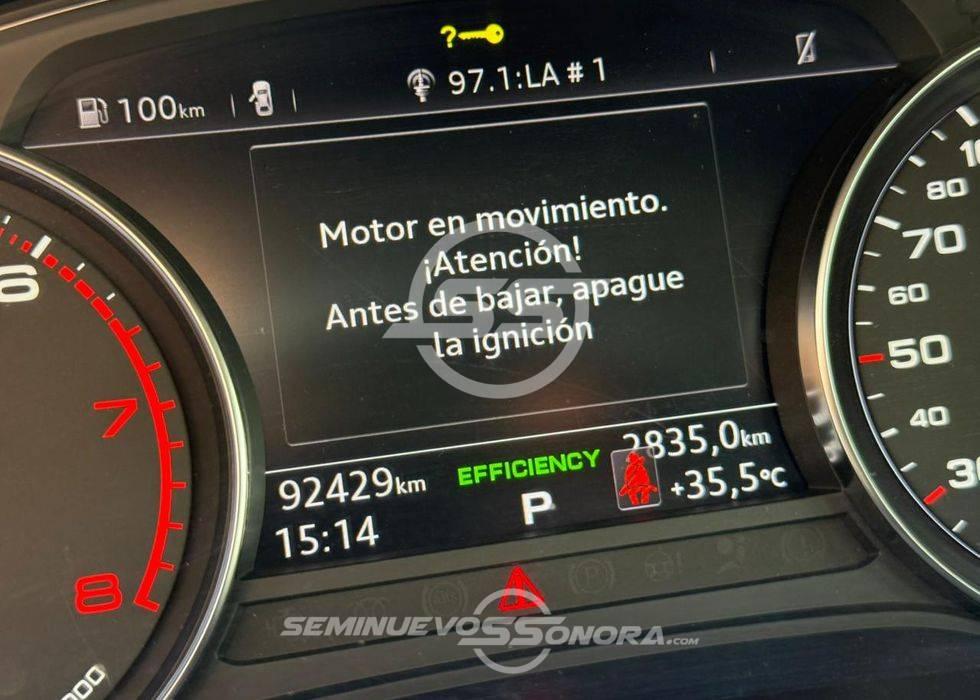 ?
100km
97.1:LA # 1
Motor en movimiento.
¡Atención!
Antes de bajar, apague
la ignición
92429km
EFFICIENCY
2835,0km
15:14
P
+35,5°C
6
7
8
80
70
60
50
40
30
SEMINUEVOSSONORA.COM